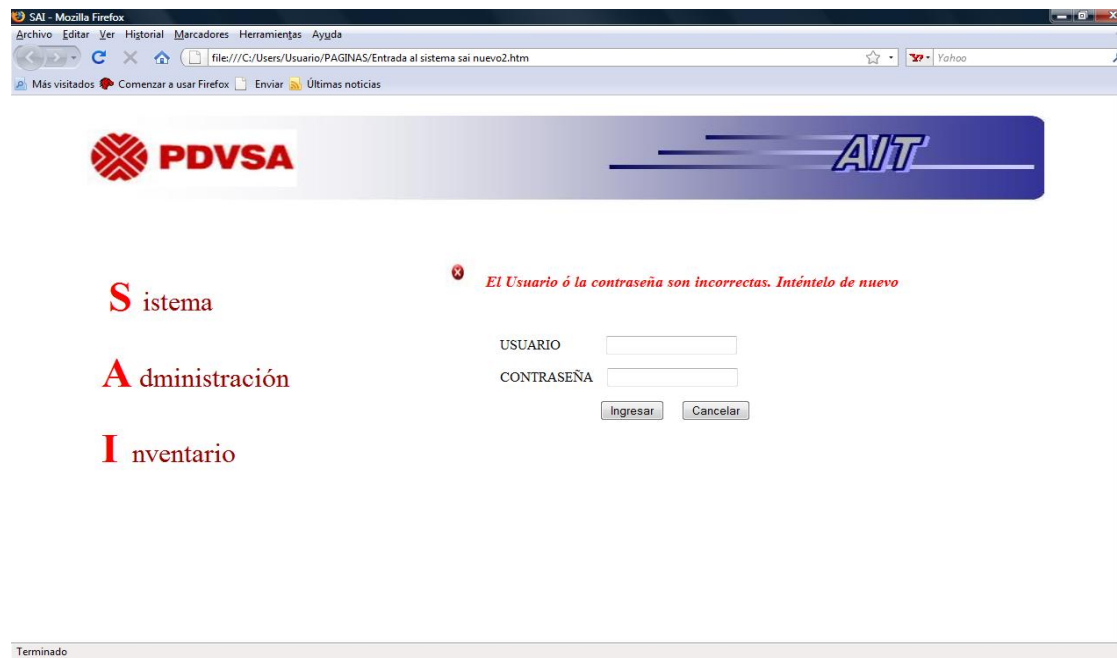 SAI - Mozilla Firefox
Archivo Editar Ver Historial Marcadores Herramientas Ayuda
file:///C:/Users/Usuario/PAGINAS/Entrada al sistema sai nuevo2.htm
Yahoo
Más visitados Comenzar a usar Firefox Enviar Últimas noticias
PDVSA
AIT
El Usuario ó la contraseña son incorrectas. Inténtelo de nuevo
S istema
A dministración
I nventario
USUARIO
CONTRASEÑA
Ingresar Cancelar
Terminado